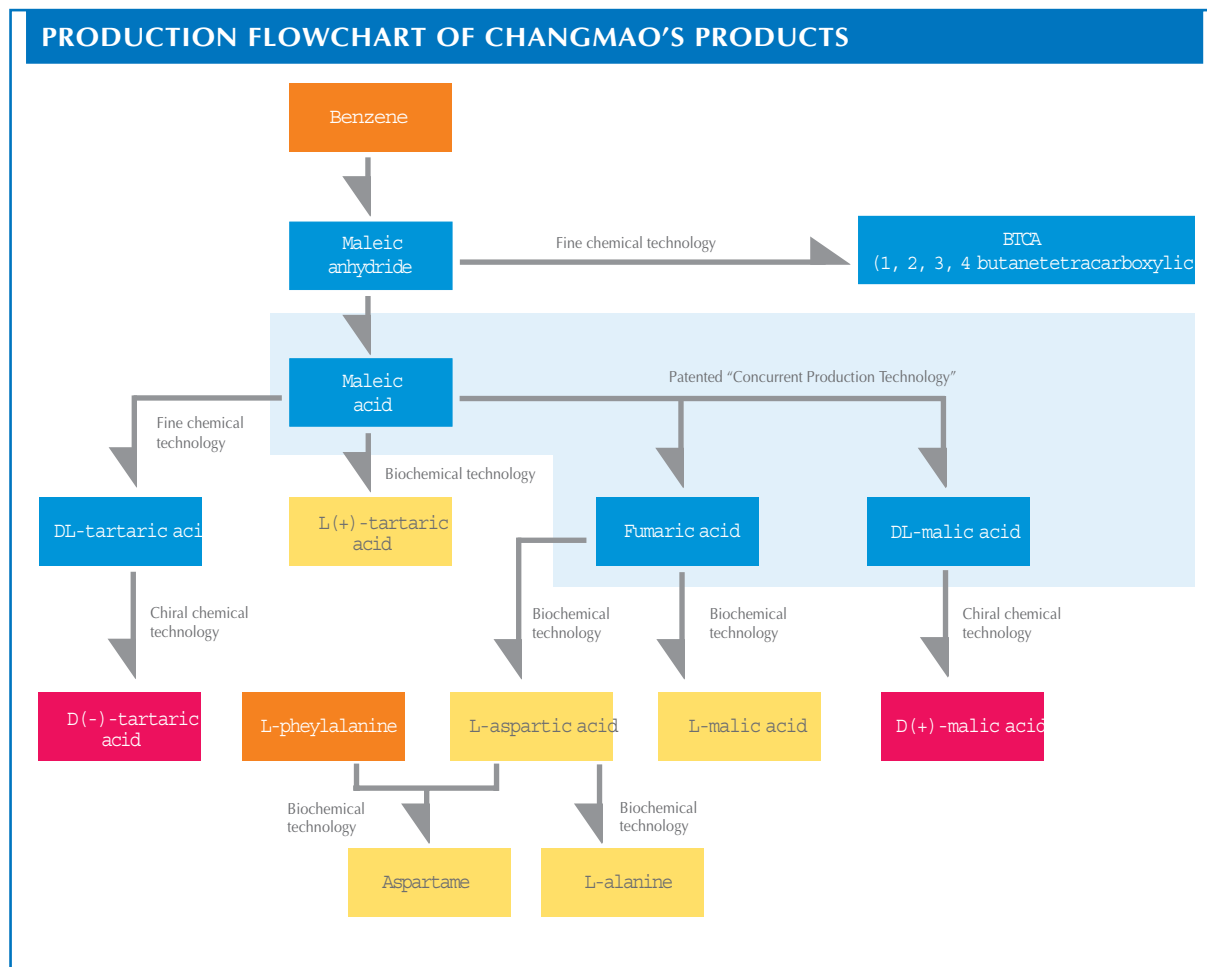 PRODUCTION FLOWCHART OF CHANGMAO'S PRODUCTS
Benzene
Maleic
anhydride
Fine chemical technology
BTCA
(1, 2, 3, 4 butanetetracarboxylic
Maleic
acid
Patented “Concurrent Production Technology”
Fine chemical
technology
Biochemical technology
DL-tartaric aci
L(+)-tartaric
acid
Fumaric acid
DL-malic acid
Chiral chemical
technology
Biochemical
technology
Biochemical
technology
Chiral chemical
technology
D(-)-tartaric
acid
L-pheylalanine
L-aspartic acid
L-malic acid
D(+)-malic acid
Biochemical
technology
Biochemical
technology
Aspartame
L-alanine